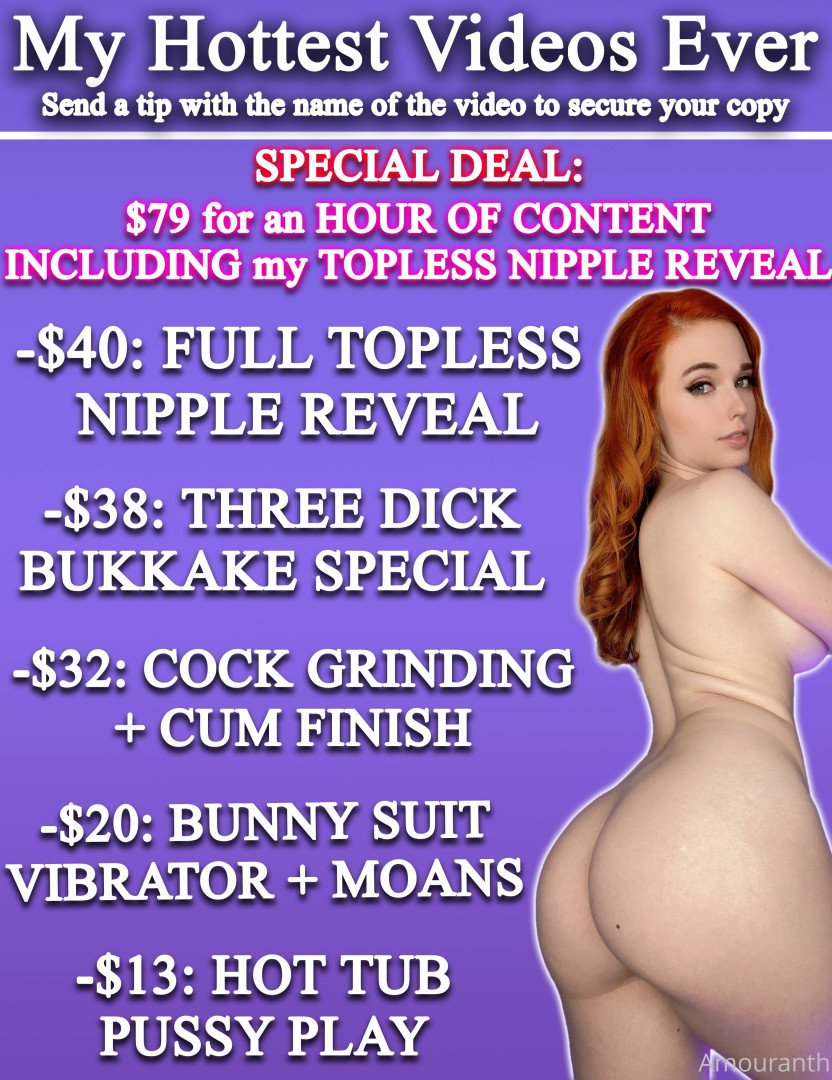 My Hottest Videos Ever
Send a tip with the name of the video to secure your copy
SPECIAL DEAL:
$79 for an HOUR OF CONTENT
INCLUDING my TOPLESS NIPPLE REVEAL
-$40: FULL TOPLESS
NIPPLE REVEAL
-$38: THREE DICK
BUKKAKE SPECIAL
-$32: COCK GRINDING
+ CUM FINISH
-$20: BUNNY SUIT
VIBRATOR + MOANS
-$13: HOT TUB
PUSSY PLAY
Amouranth